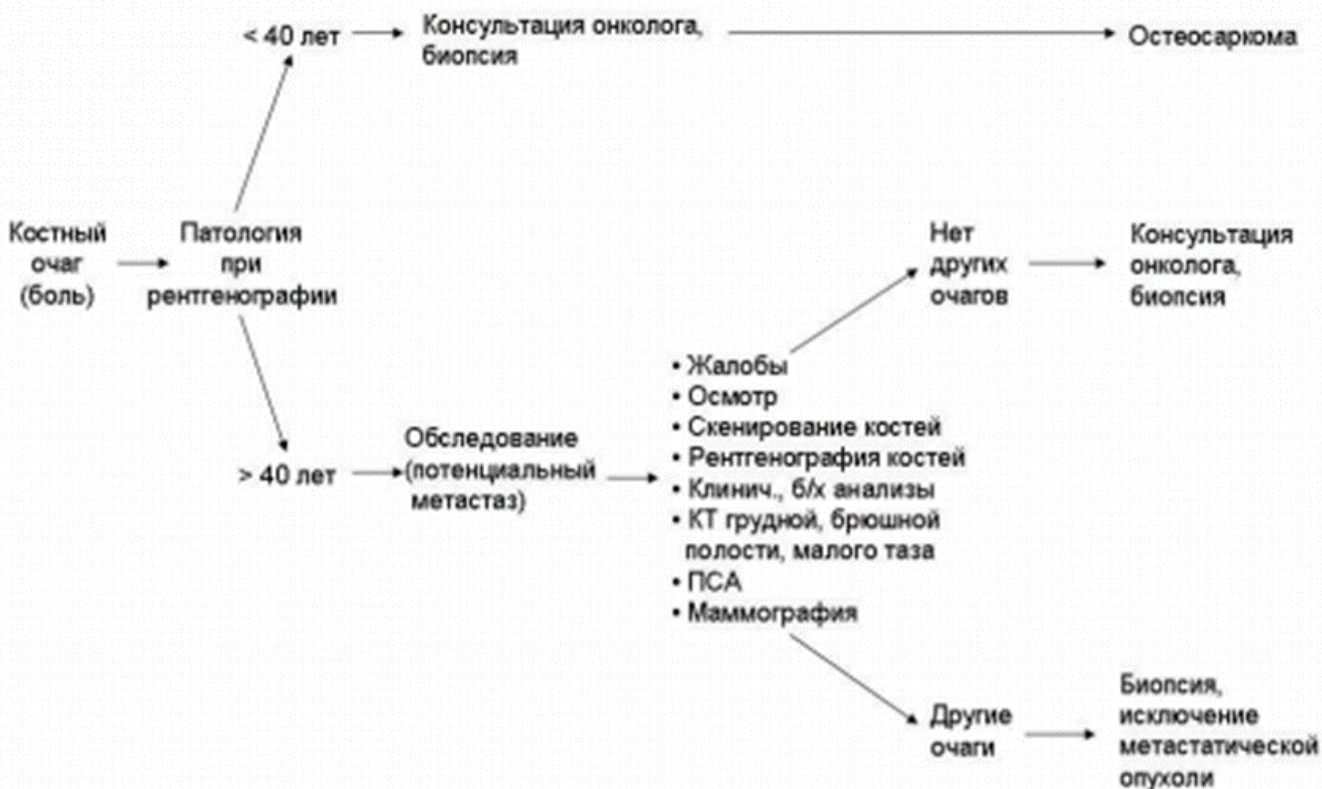 < 40 лет
Консультация онколога,
биопсия
Остеосаркома
Костный
очаг
(боль)
Патология
при
рентгенографии
Нет
других
очагов
Консультация
онколога,
биопсия
> 40 лет
Обследование
(потенциальный
метастаз)
• Жалобы
• Осмотр
• Скенирование костей
• Рентгенография костей
• Клинич., б/х анализы
• КТ грудной, брюшной
полости, малого таза
• ПСА
• Маммография
Другие
очаги
Биопсия,
исключение
метастатической
опухоли